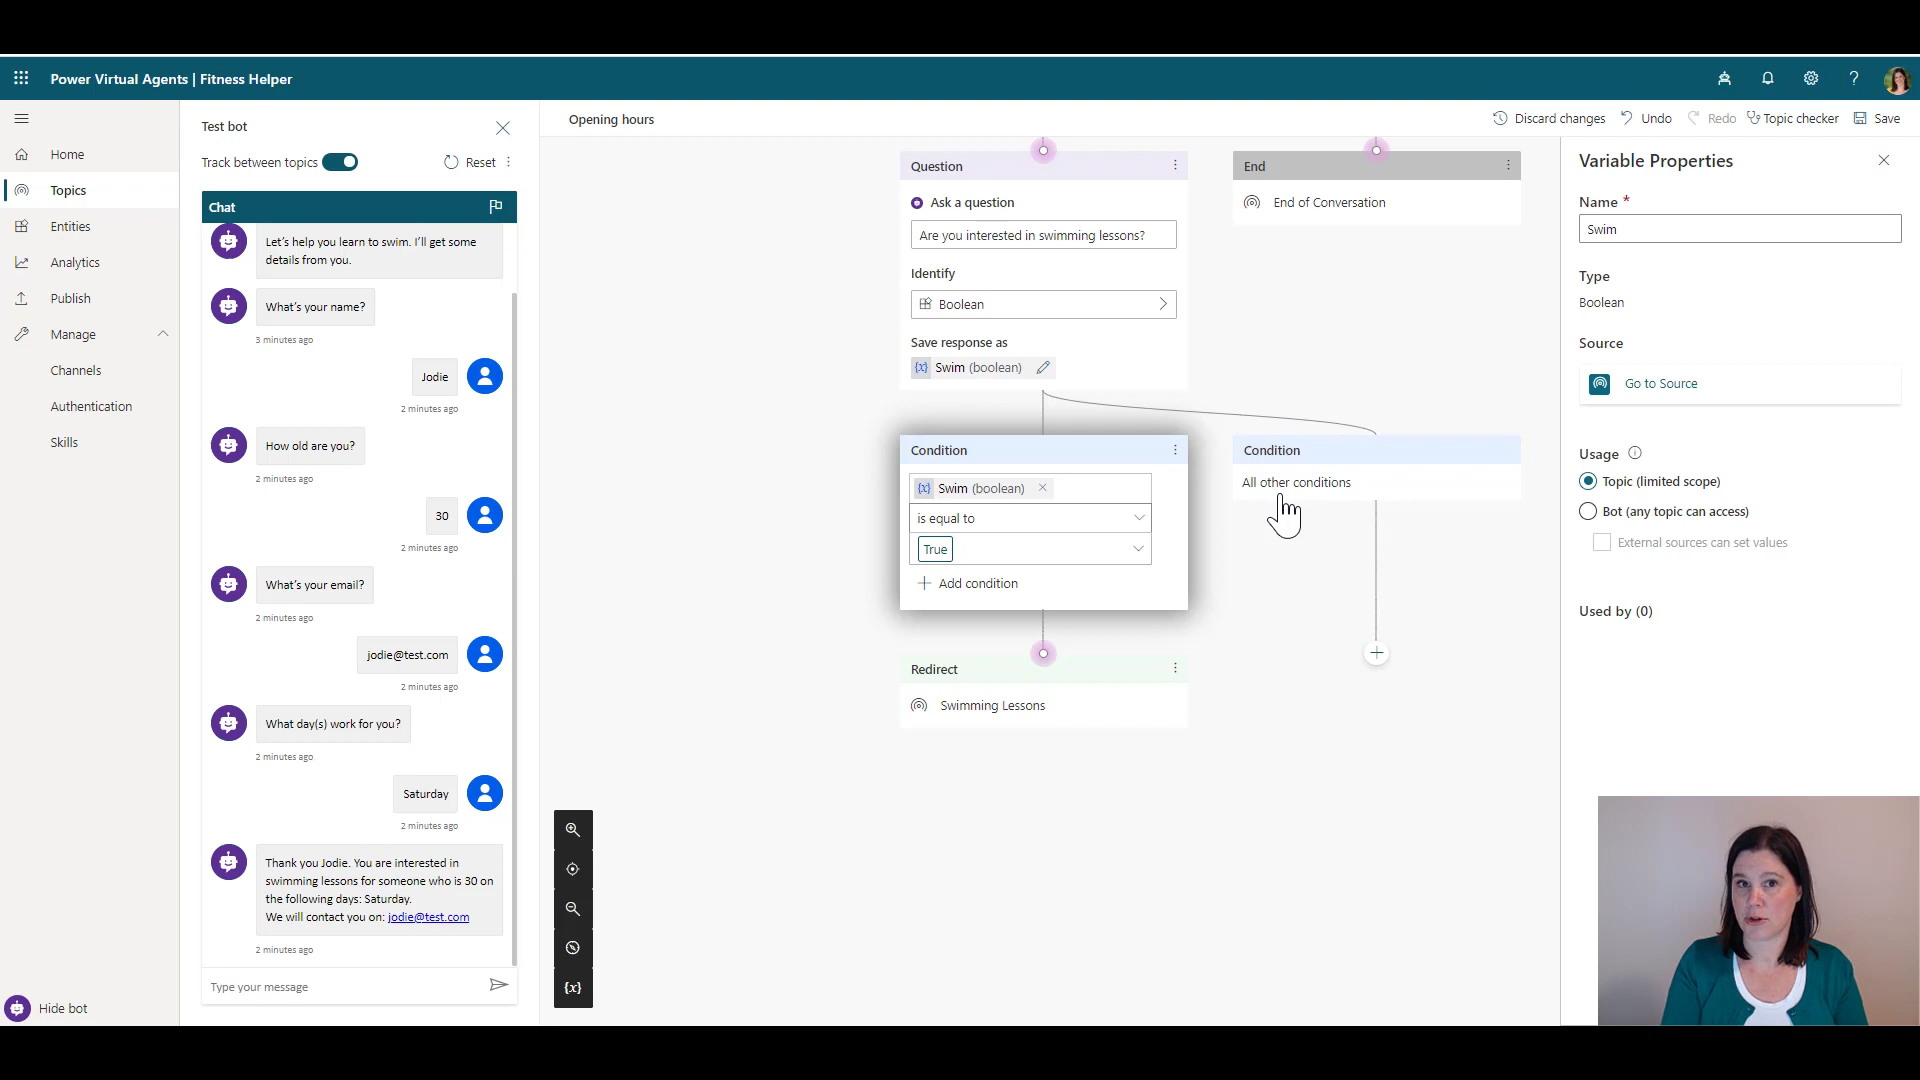 Power Virtual Agents | Fitness Helper
?
Home
Topics
Entities
Analytics
Publish
Manage
Channels
Authentication
Skills
Hide bot
Test bot
Track between topics
Reset
Chat
Let's help you learn to swim. I'll get some
details from you.
What's your name?
3 minutes ago
Jodie
2 minutes ago
How old are you?
2 minutes ago
30
2 minutes ago
What's your email?
2 minutes ago
jodie@test.com
2 minutes ago
What day(s) work for you?
2 minutes ago
Saturday
2 minutes ago
Thank you Jodie. You are interested in
swimming lessons for someone who is 30 on
the following days: Saturday.
We will contact you on: jodie@test.com
2 minutes ago
Type your message
Opening hours
Discard changes
Undo
Redo
Topic checker
Save
Question
Ask a question
Are you interested in swimming lessons?
Identify
Boolean
Save response as
{x} Swim (boolean)
End
End of Conversation
Condition
{x} Swim (boolean)
is equal to
True
Add condition
Condition
All other conditions
Redirect
Swimming Lessons
{x}
Variable Properties
Name *
Swim
Type
Boolean
Source
Go to Source
Usage
Topic (limited scope)
Bot (any topic can access)
External sources can set values
Used by (0)